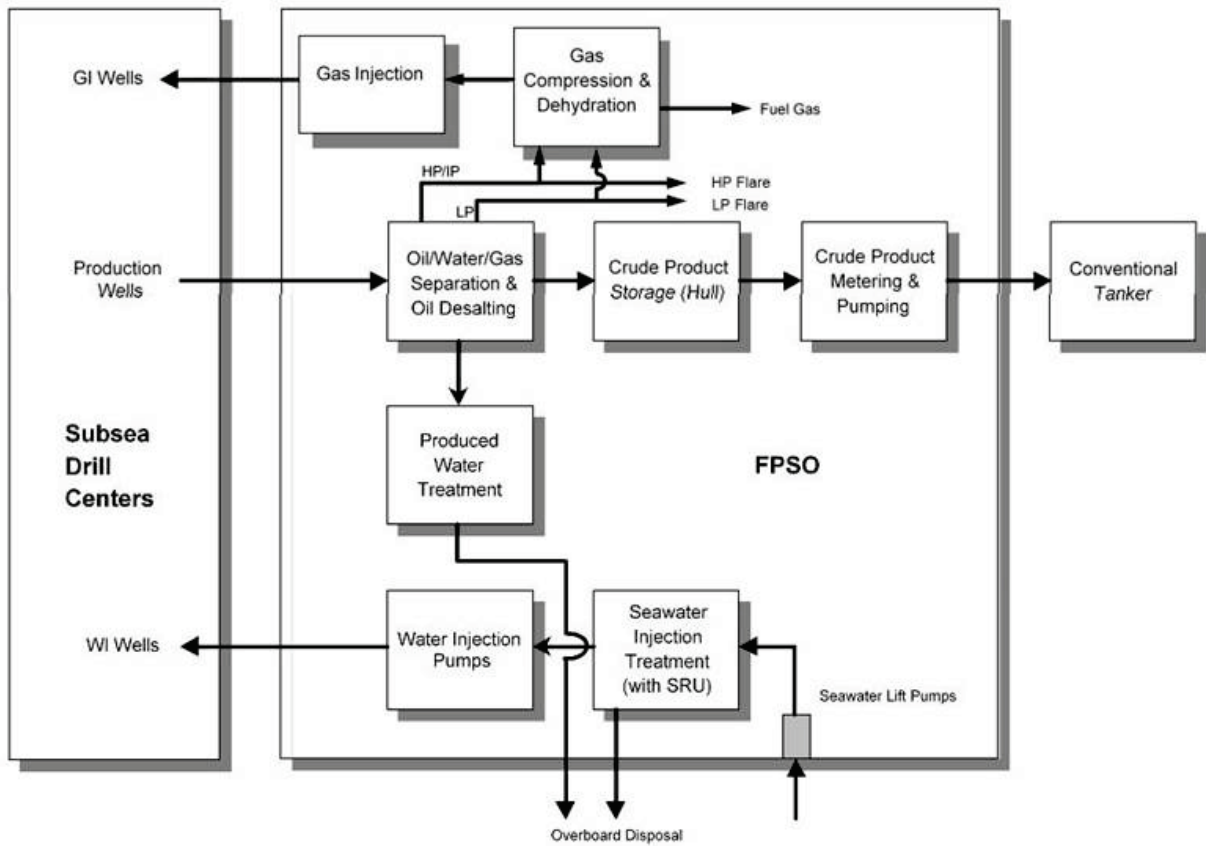 GI Wells
Gas Injection
Gas
Compression &
Dehydration
Fuel Gas
HP/IP
HP Flare
LP
LP Flare
Production
Wells
Oil/Water/Gas
Separation &
Oil Desalting
Crude Product
Storage (Hull)
Crude Product
Metering &
Pumping
Conventional
Tanker
Subsea
Drill
Centers
Produced
Water
Treatment
FPSO
WI Wells
Water Injection
Pumps
Seawater
Injection
Treatment
(with SRU)
Seawater Lift Pumps
Overboard Disposal